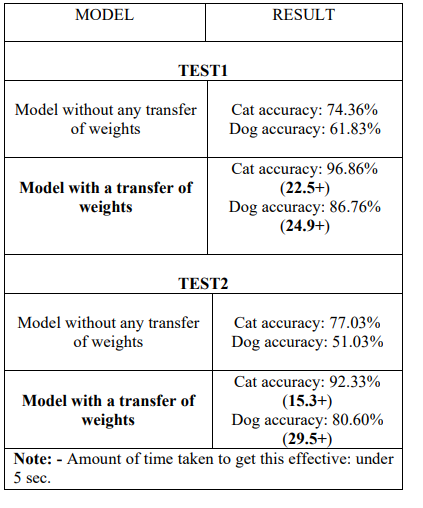 MODEL RESULT
TEST1
Model without any transfer Cat accuracy: 74.36%
of weights Dog accuracy: 61.83%
Cat accuracy: 96.86%
Model with a transfer of (22.5+)
weights Dog accuracy: 86.76%
(24.9+)
TEST2
Model without any transfer Cat accuracy: 77.03%
of weights Dog accuracy: 51.03%
Cat accuracy: 92.33%
Model with a transfer of (15.3+)
weights Dog accuracy: 80.60%
(29.5+)
Note: - Amount of time taken to get this effective: under
5 sec.